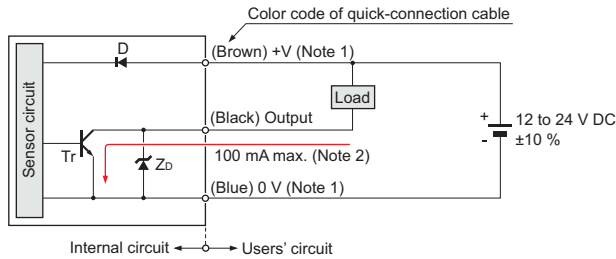 Color code of quick-connection cable
D
(Brown) +V (Note 1)
Load
Sensor circuit
(Black) Output
+
-
12 to 24 V DC
±10 %
Tr
ZD
100 mA max. (Note 2)
(Blue) 0 V (Note 1)
Internal circuit
Users' circuit